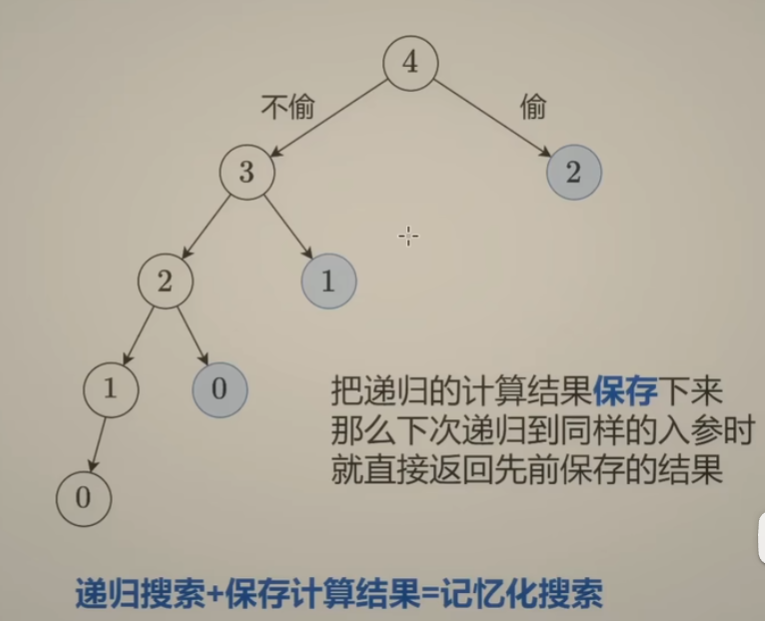 4
不偷
偷
3
2
2
1
1
0
0
把递归的计算结果保存下来
那么下次递归到同样的入参时
就直接返回先前保存的结果
递归搜索+保存计算结果=记忆化搜索